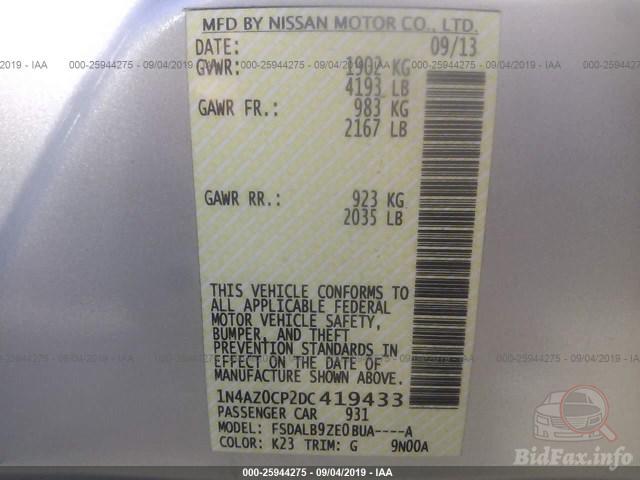 MFD BY NISSAN MOTOR CO., LTD.
DATE: 09/13
000-25944275 - 09/04/2019 - IAA
GVWR: 1902 KG
4193 LB
GAWR FR.: 983 KG
2167 LB
GAWR RR.: 923 KG
2035 LB
THIS VEHICLE CONFORMS TO
ALL APPLICABLE FEDERAL
MOTOR VEHICLE SAFETY,
BUMPER, AND THEFT
PREVENTION STANDARDS IN
EFFECT ON THE DATE OF
MANUFACTURE SHOWN ABOVE.
000-25944275 - 09/04/2019 - IAA
1N4AZ0CP2DC419433
PASSENGER CAR 931
MODEL: FSDALB9ZE0BUA----A
COLOR: K23 TRIM: G 9N00A
BidFax.info
000-25944275 - 09/04/2019 - IAA